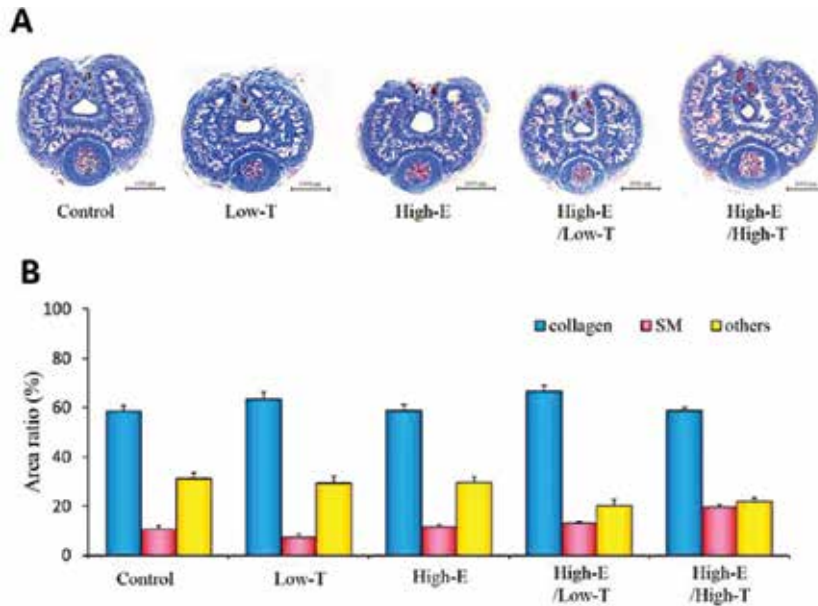 A
Control
Low-T
High-E
High-E
/Low-T
High-E
/High-T
B
100
80
60
40
20
0
Area ratio (%)
collagen
SM
others
Control
Low-T
High-E
High-E
/Low-T
High-E
/High-T